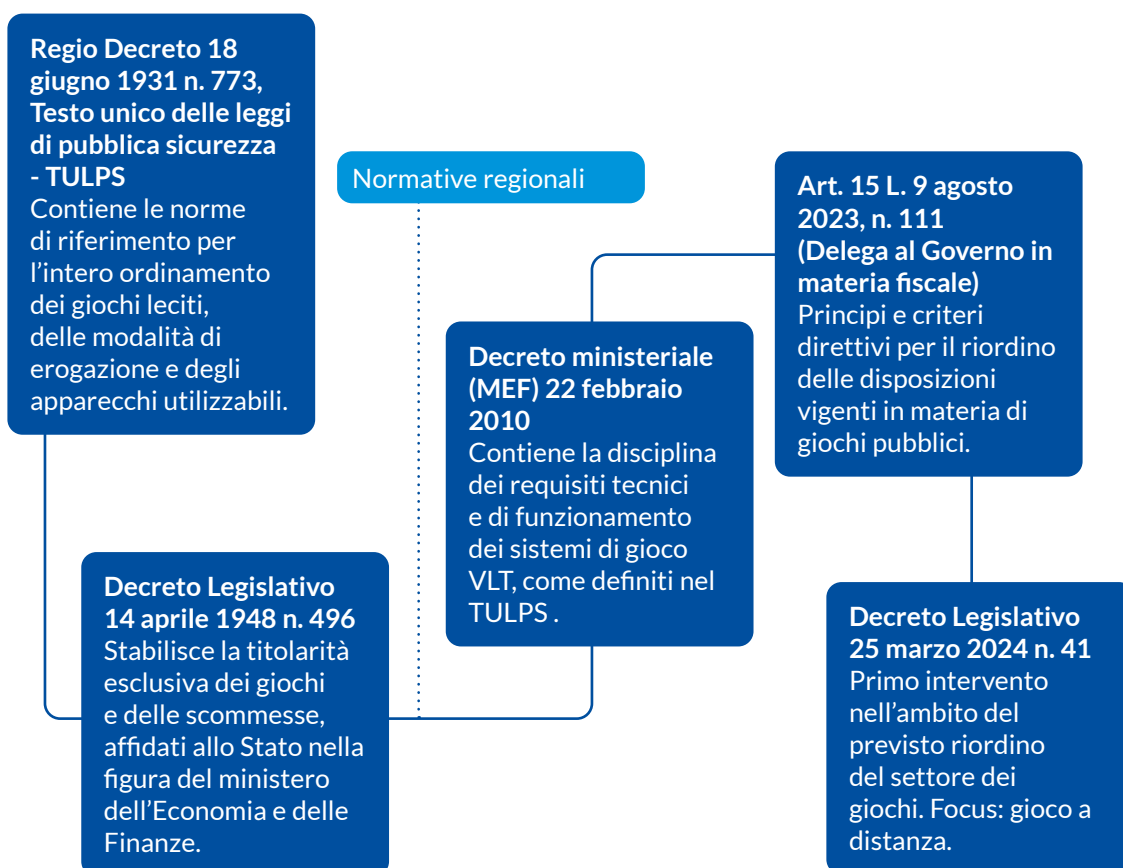 Regio Decreto 18
giugno 1931 n. 773,
Testo unico delle leggi
di pubblica sicurezza
- TULPS
Contiene le norme
di riferimento per
l’intero ordinamento
dei giochi leciti,
delle modalità di
erogazione e degli
apparecchi utilizzabili.
Decreto Legislativo
14 aprile 1948 n. 496
Stabilisce la titolarità
esclusiva dei giochi
e delle scommesse,
affidati allo Stato nella
figura del ministero
dell’Economia e delle
Finanze.
Normative regionali
Decreto ministeriale
(MEF) 22 febbraio
2010
Contiene la disciplina
dei requisiti tecnici
e di funzionamento
dei sistemi di gioco
VLT, come definiti nel
TULPS .
Art. 15 L. 9 agosto
2023, n. 111
(Delega al Governo in
materia fiscale)
Principi e criteri
direttivi per il riordino
delle disposizioni
vigenti in materia di
giochi pubblici.
Decreto Legislativo
25 marzo 2024 n. 41
Primo intervento
nell’ambito del
previsto riordino
del settore dei
giochi. Focus: gioco a
distanza.